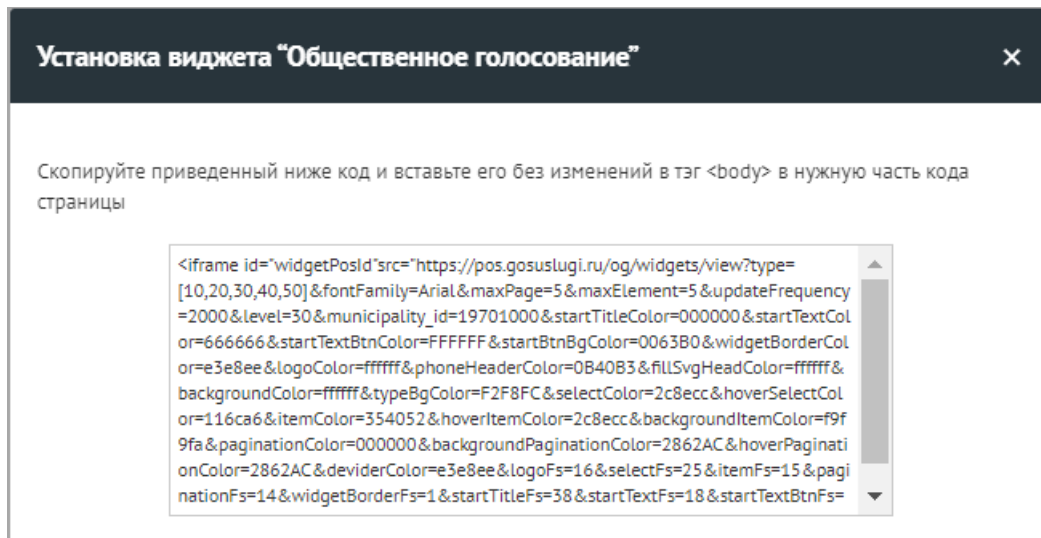 Установка виджета “Общественное голосование”
Скопируйте приведенный ниже код и вставьте его без изменений в тэг <body> в нужную часть кода
страницы
<iframe id="widgetPosId"src="https://pos.gosuslugi.ru/og/widgets/view?type=
[10,20,30,40,50]&fontFamily=Arial&maxPage=5&maxElement=5&updateFrequency
=2000&level=30&municipality_id=19701000&startTitleColor=000000&startTextCol
or=666666&startTextBtnColor=FFFFFF&startBtnBgColor=0063B0&widgetBorderCol
or=e3e8ee&logoColor=ffffff&phoneHeaderColor=0B40B3&fillSvgHeadColor=ffffff&
backgroundColor=ffffff&typeBgColor=F2F8FC&selectColor=2c8ecc&hoverSelectCol
or=116ca6&itemColor=354052&hoverItemColor=2c8ecc&backgroundItemColor=f9f
9fa&paginationColor=000000&backgroundPaginationColor=2862AC&hoverPaginati
onColor=2862AC&deviderColor=e3e8ee&logoFs=16&selectFs=25&itemFs=15&pagi
nationFs=14&widgetBorderFs=1&startTitleFs=38&startTextFs=18&startTextBtnFs=